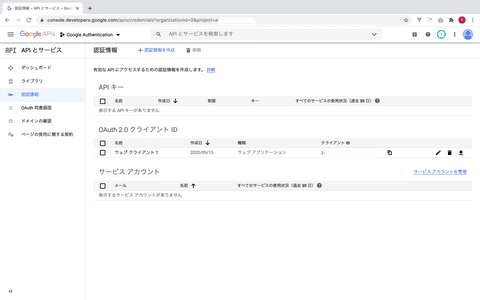 認証情報 – API とサービス – Goo
console.developers.google.com/apis/credentials?organizationId=0&project=
Google APIs
Google Authentication
API とサービスを検索します
API
API とサービス
認証情報
+ 認証情報を作成
削除
ダッシュボード
ライブラリ
認証情報
OAuth 同意画面
ドメインの確認
ページの使用に関する契約
有効な API にアクセスするための認証情報を作成します。 詳細
API キー
名前 作成日 制限 キー すべてのサービスの使用状況（過去 30 日）
表示する API キーがありません
OAuth 2.0 クライアント ID
名前 作成日 種類 クライアント ID
ウェブ クライアント 1 2020/09/13 ウェブ アプリケーション
サービス アカウント
サービス アカウントを管理
メール 名前 すべてのサービスの使用状況（過去 30 日）
表示するサービス アカウントがありません